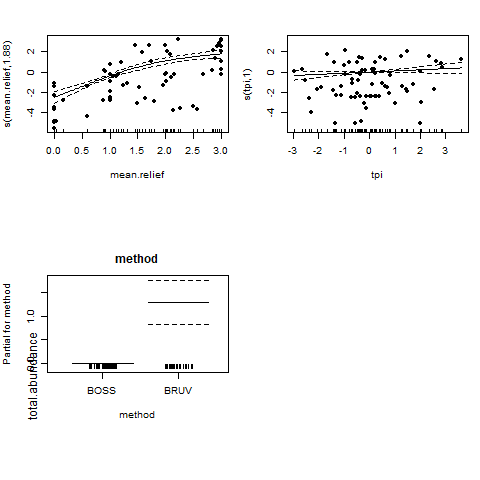 s(mean.relief,1.88)
2
0
-2
-4
0.0 0.5 1.0 1.5 2.0 2.5 3.0
mean.relief
s(tpi,1)
2
0
-2
-4
-3 -2 -1 0 1 2 3
tpi
method
Partial for method
1.0
total.abundance
BOSS BRUV
method